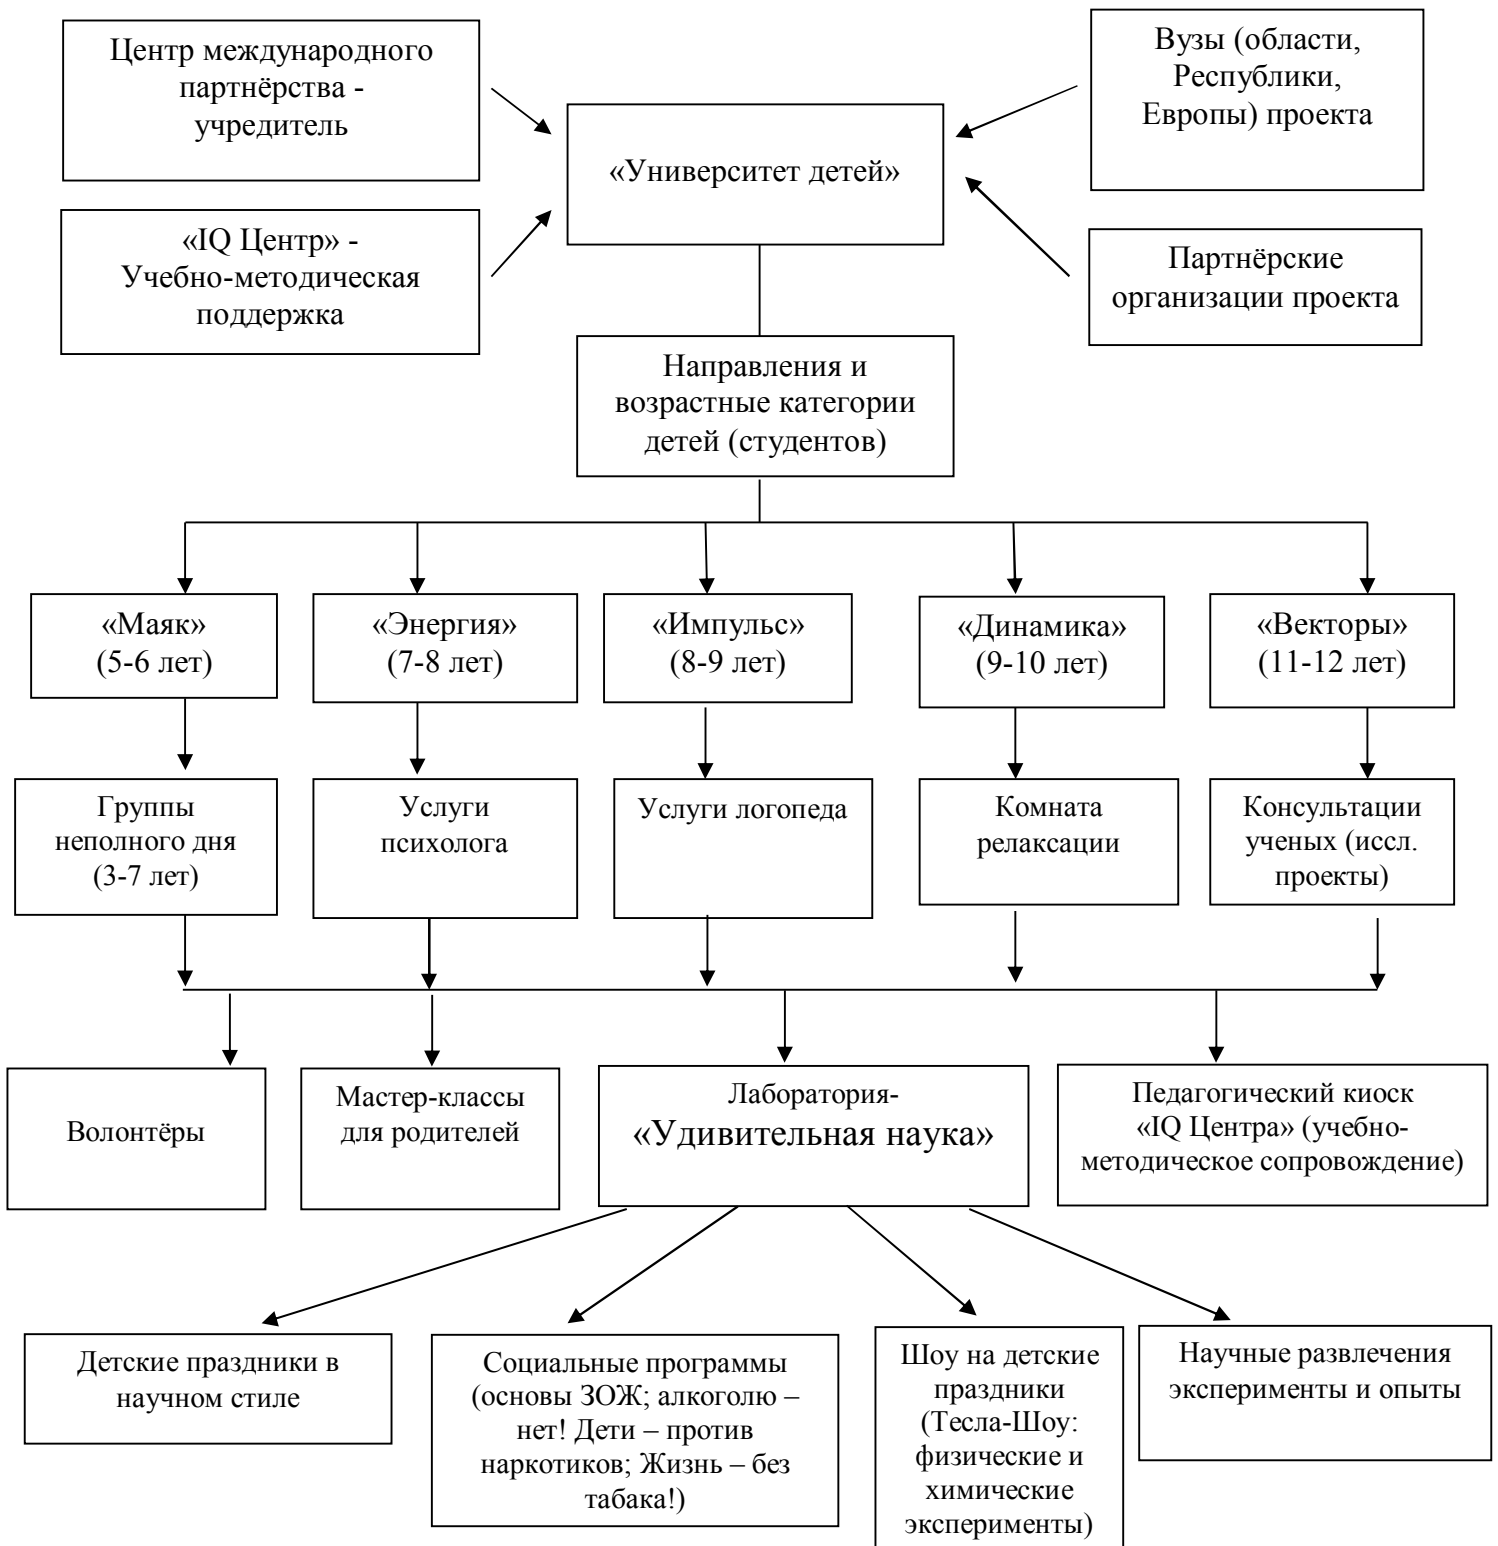 Центр международного
партнёрства -
учредитель
Вузы (области,
Республики,
Европы) проекта
«Университет детей»
«IQ Центр» -
Учебно-методическая
поддержка
Партнёрские
организации проекта
Направления и
возрастные категории
детей (студентов)
«Маяк»
(5-6 лет)
«Энергия»
(7-8 лет)
«Импульс»
(8-9 лет)
«Динамика»
(9-10 лет)
«Векторы»
(11-12 лет)
Группы
неполного дня
(3-7 лет)
Услуги
психолога
Услуги логопеда
Комната
релаксации
Консультации
ученых (иссл.
проекты)
Волонтёры
Мастер-классы
для родителей
Лаборатория-
«Удивительная наука»
Педагогический киоск
«IQ Центра» (учебно-
методическое сопровождение)
Детские праздники в
научном стиле
Социальные программы
(основы ЗОЖ; алкоголю –
нет! Дети – против
наркотиков; Жизнь – без
табака!)
Шоу на детские
праздники
(Тесла-Шоу:
физические и
химические
эксперименты)
Научные развлечения
эксперименты и опыты